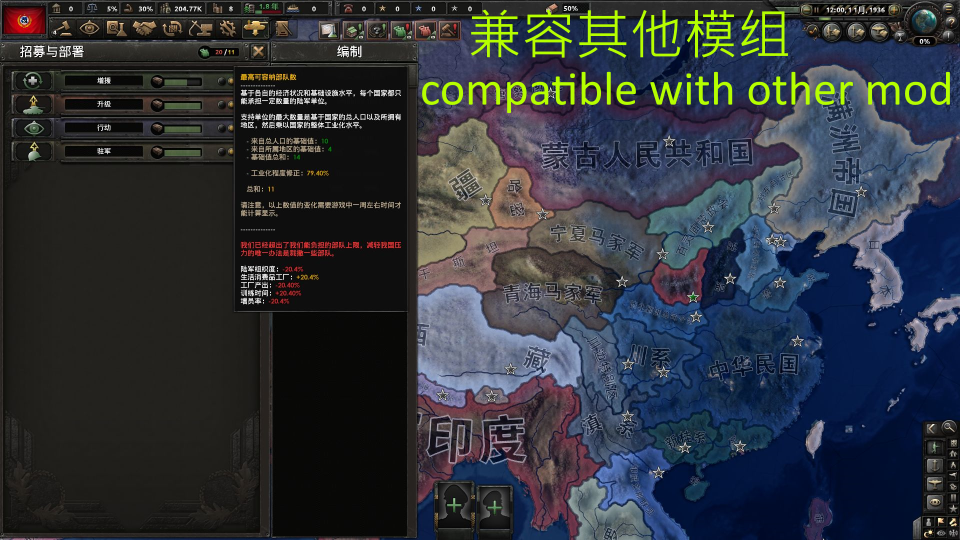 0
5%
30%
204.77K
8
1.8 年
0
0
0
0
0
50%
12:00, 11月, 1936
0%
兼容其他模组
compatible with other mod
招募与部署
20 / 11
编制
增援
升级
行动
驻军
最高可容纳部队数
--------------
基于各自的经济状况和基础设施水平，每个国家都只
能承担一定数量的陆军单位。
支持单位的最大数量是基于国家的总人口以及所拥有
地区，然后乘以国家的整体工业化水平。
- 来自总人口的基础值：10
- 来自所属地区的基础值：4
- 基础值总和：14
- 工业化程度修正：79.40%
总和：11
请注意，以上数值的变化需要游戏中一周左右时间才
能计算显示。
--------------
我们已经超出了我们能负担的部队上限，减轻我国压
力的唯一办法是裁撤一些部队。
陆军组织度：-20.4%
生活消费品工厂：+20.4%
工厂产出：-20.40%
训练时间：+20.40%
增员率：-20.4%
蒙古人民共和国
满洲帝国
疆
宁夏马家军
青海马家军
西
藏
川系
中华民国
滇系
印度
日
本